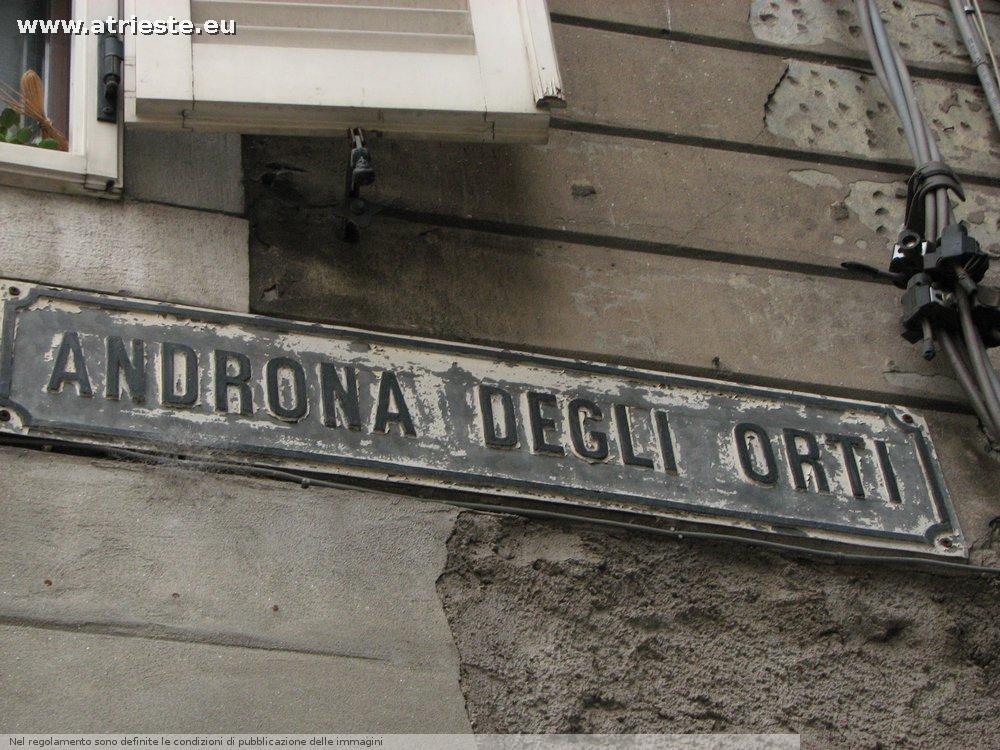 www.atrieste.eu
ANDRONA DEGLI ORTI
Nel regolamento sono definite le condizioni di pubblicazione delle immagini